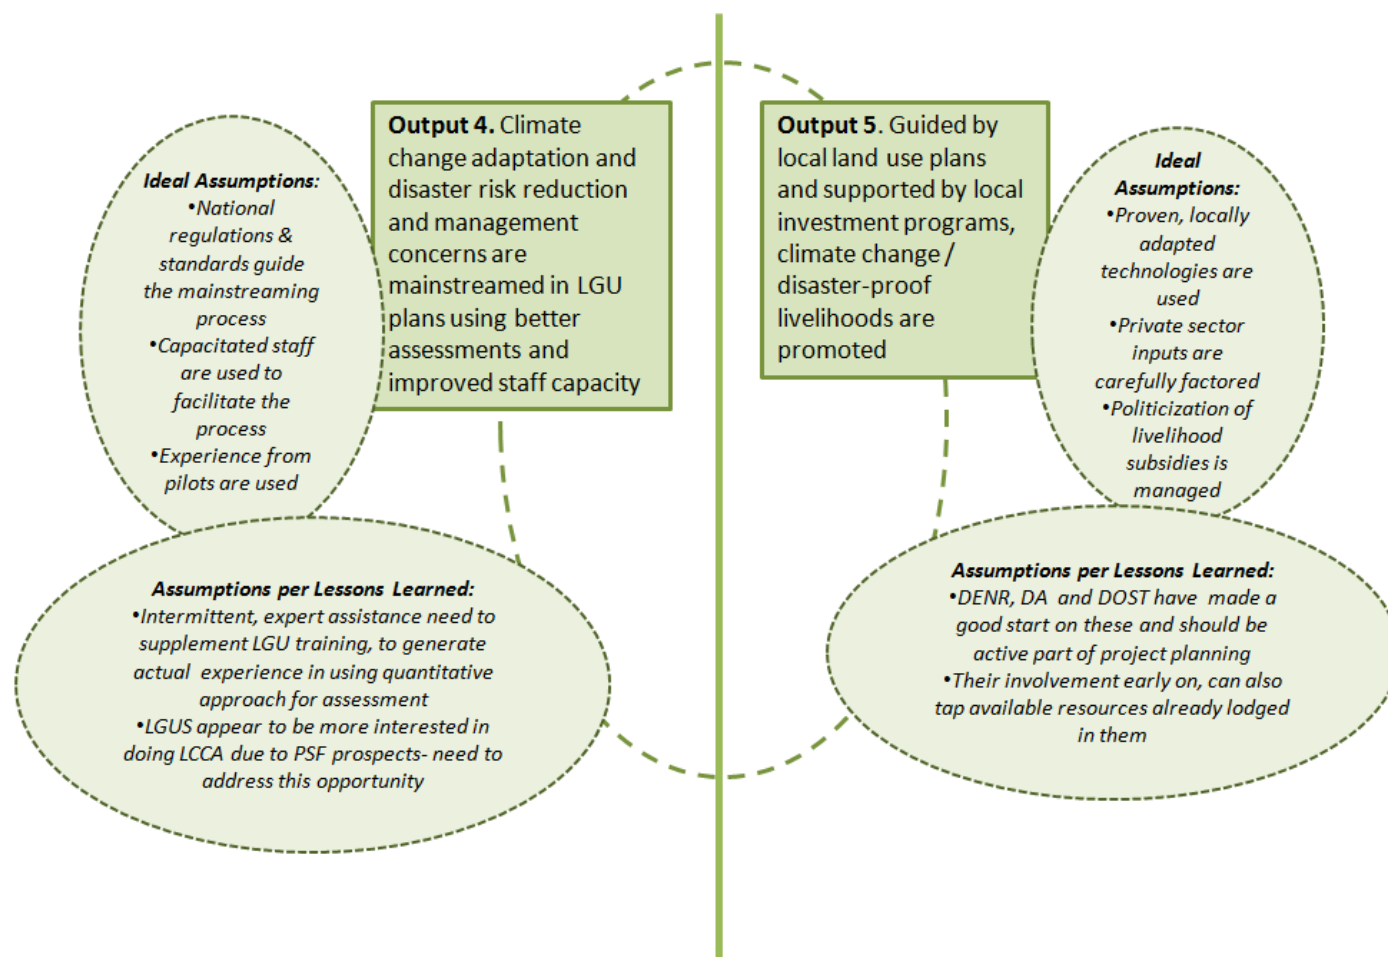 Output 4. Climate
change adaptation and
disaster risk reduction
and management
concerns are
mainstreamed in LGU
plans using better
assessments and
improved staff capacity
Ideal Assumptions:
•National
regulations &
standards guide
the mainstreaming
process
•Capacitated staff
are used to
facilitate the
process
•Experience from
pilots are used
Assumptions per Lessons Learned:
•Intermittent, expert assistance need to
supplement LGU training, to generate
actual experience in using quantitative
approach for assessment
•LGUS appear to be more interested in
doing LCCA due to PSF prospects- need to
address this opportunity
Output 5. Guided by
local land use plans
and supported by local
investment programs,
climate change /
disaster-proof
livelihoods are
promoted
Ideal
Assumptions:
•Proven, locally
adapted
technologies are
used
•Private sector
inputs are
carefully factored
•Politicization of
livelihood
subsidies is
managed
Assumptions per Lessons Learned:
•DENR, DA and DOST have made a
good start on these and should be
active part of project planning
•Their involvement early on, can also
tap available resources already lodged
in them